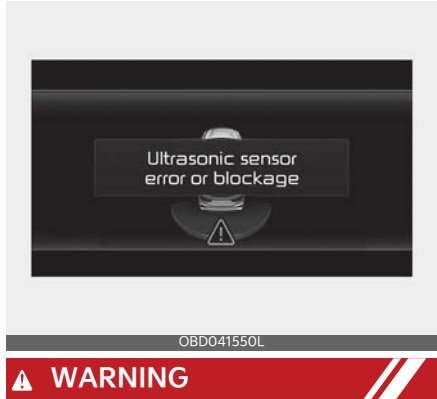 Ultrasonic sensor
error or blockage
OBD041550L
WARNING